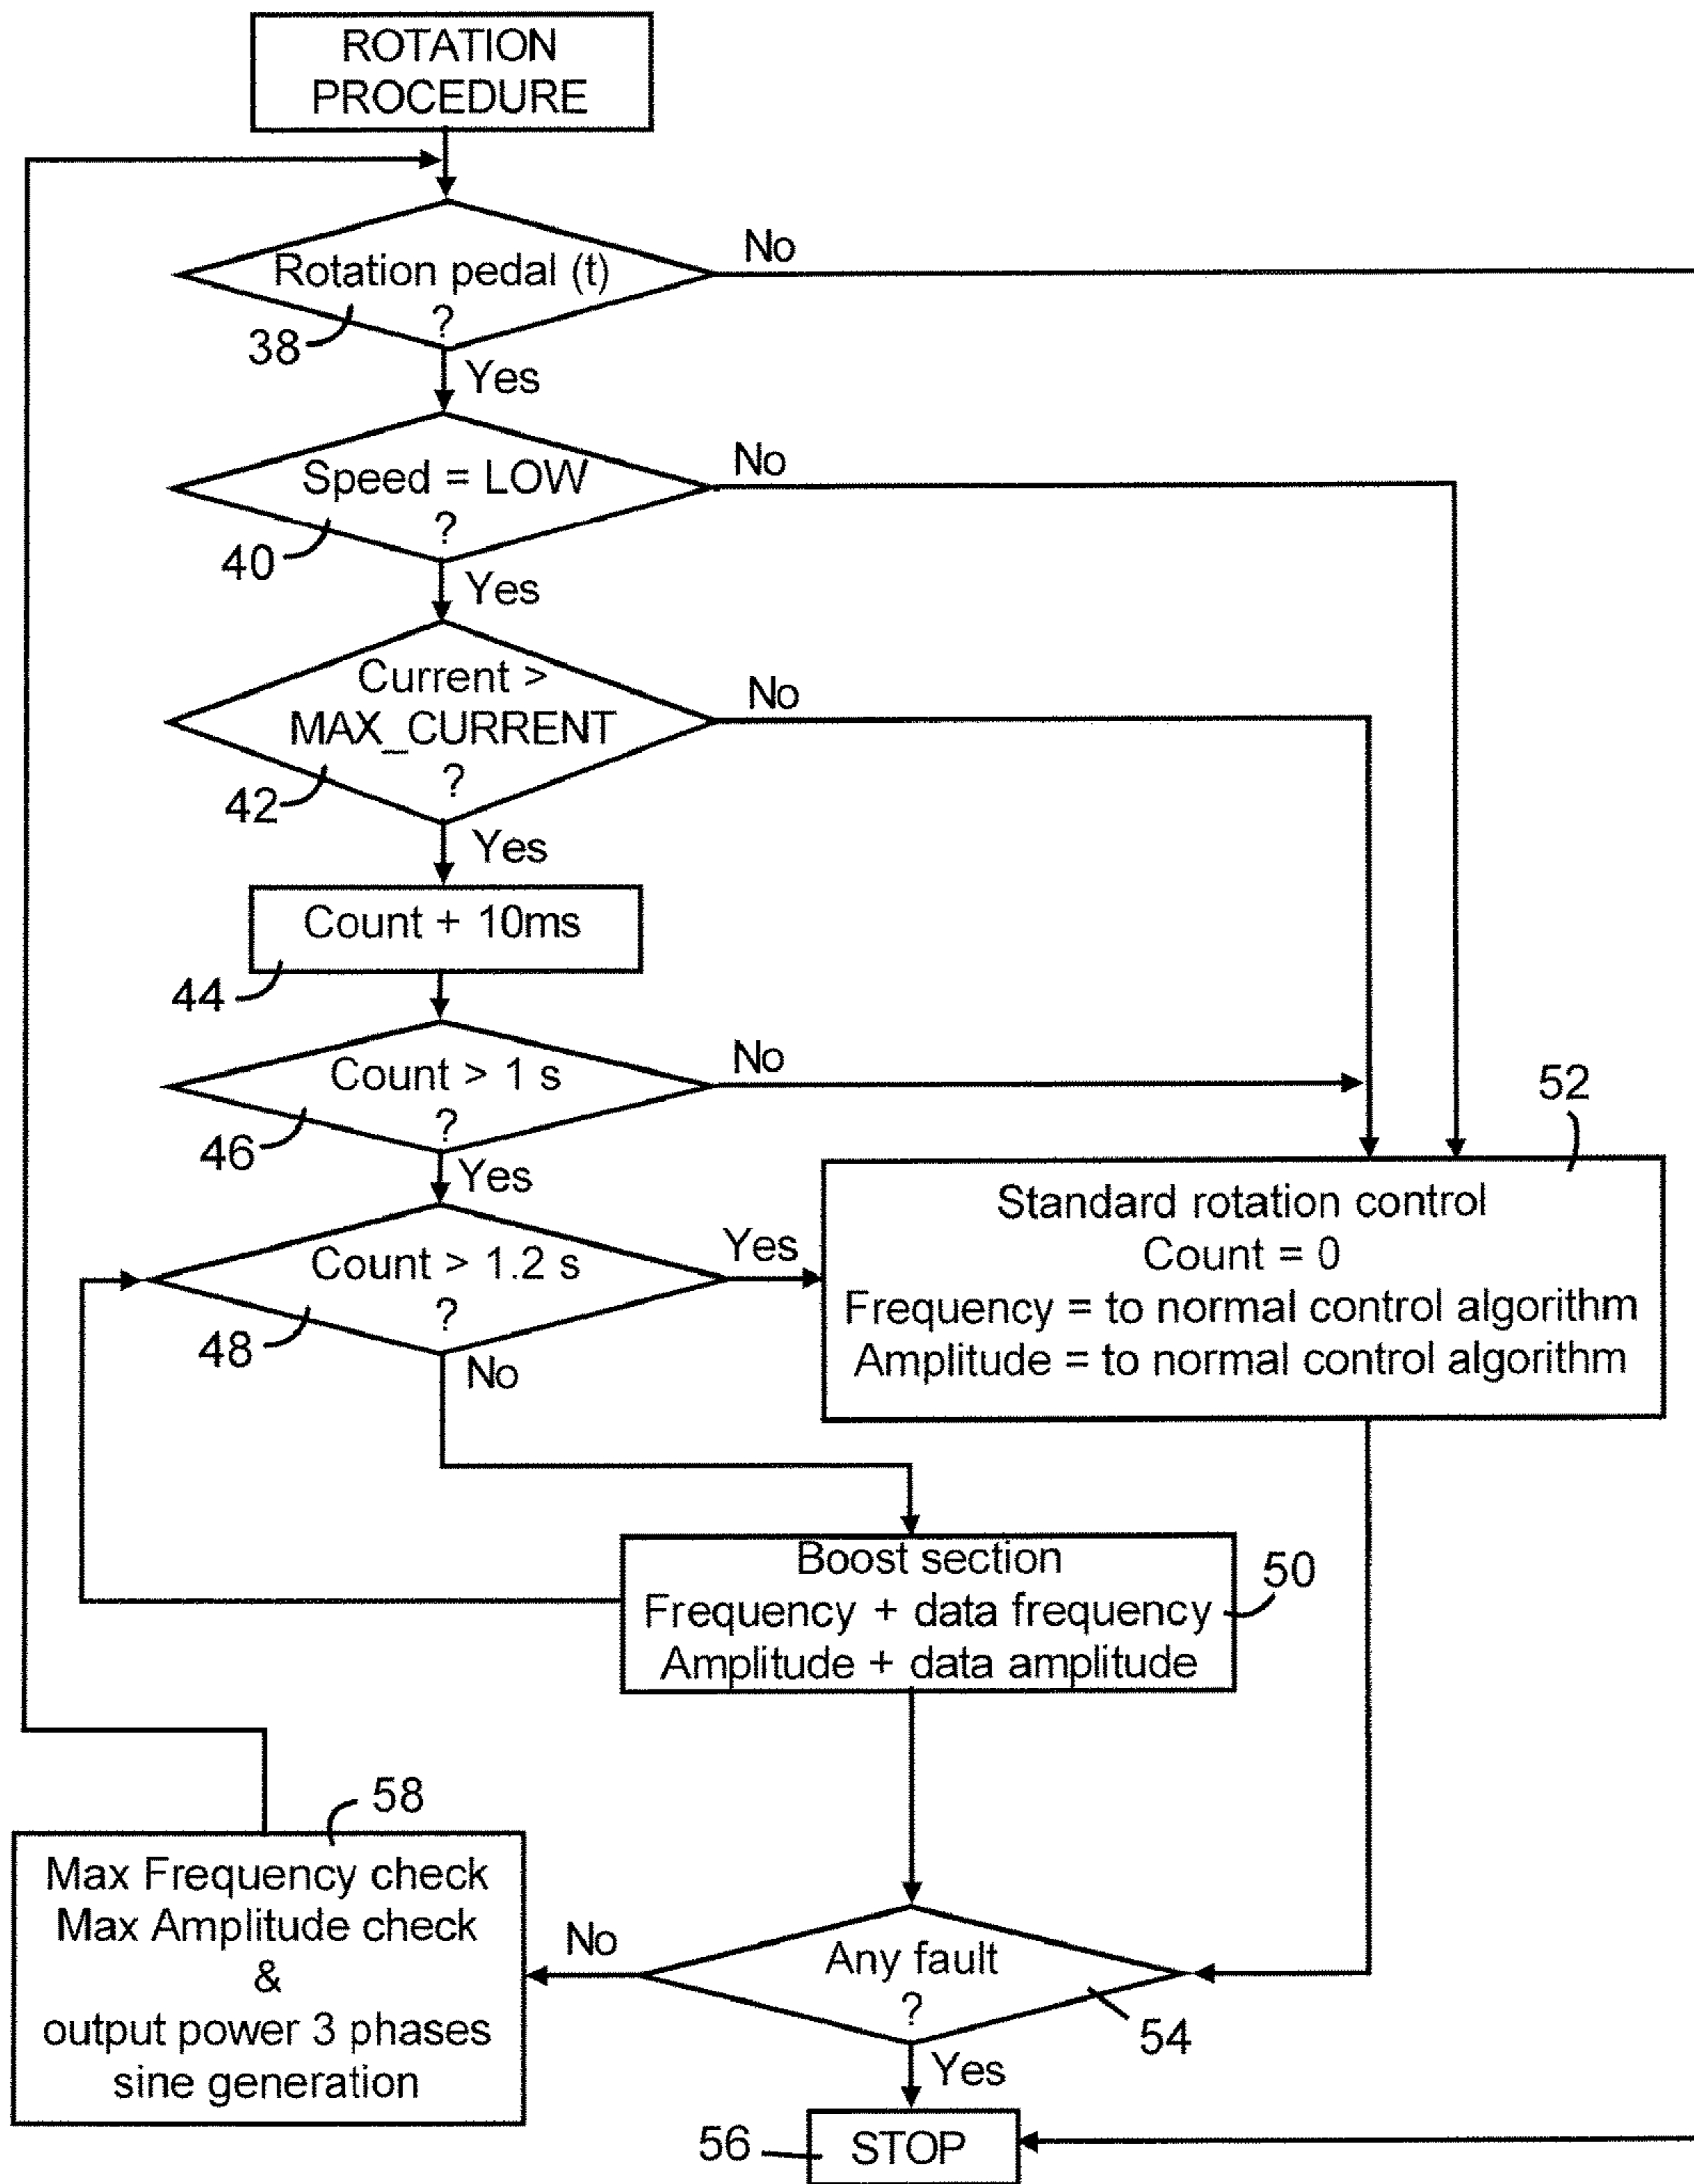 ROTATION
PROCEDURE
Rotation pedal (t)
?
No
38
Yes
Speed = LOW
?
No
40
Yes
Current >
MAX_CURRENT
?
No
42
Yes
Count + 10ms
44
Count > 1 s
?
No
46
Yes
52
Standard rotation control
Count = 0
Frequency = to normal control algorithm
Amplitude = to normal control algorithm
Count > 1.2 s
?
Yes
48
No
Boost section
Frequency + data frequency
Amplitude + data amplitude
50
58
Max Frequency check
Max Amplitude check
&
output power 3 phases
sine generation
No
Any fault
?
54
Yes
56
STOP